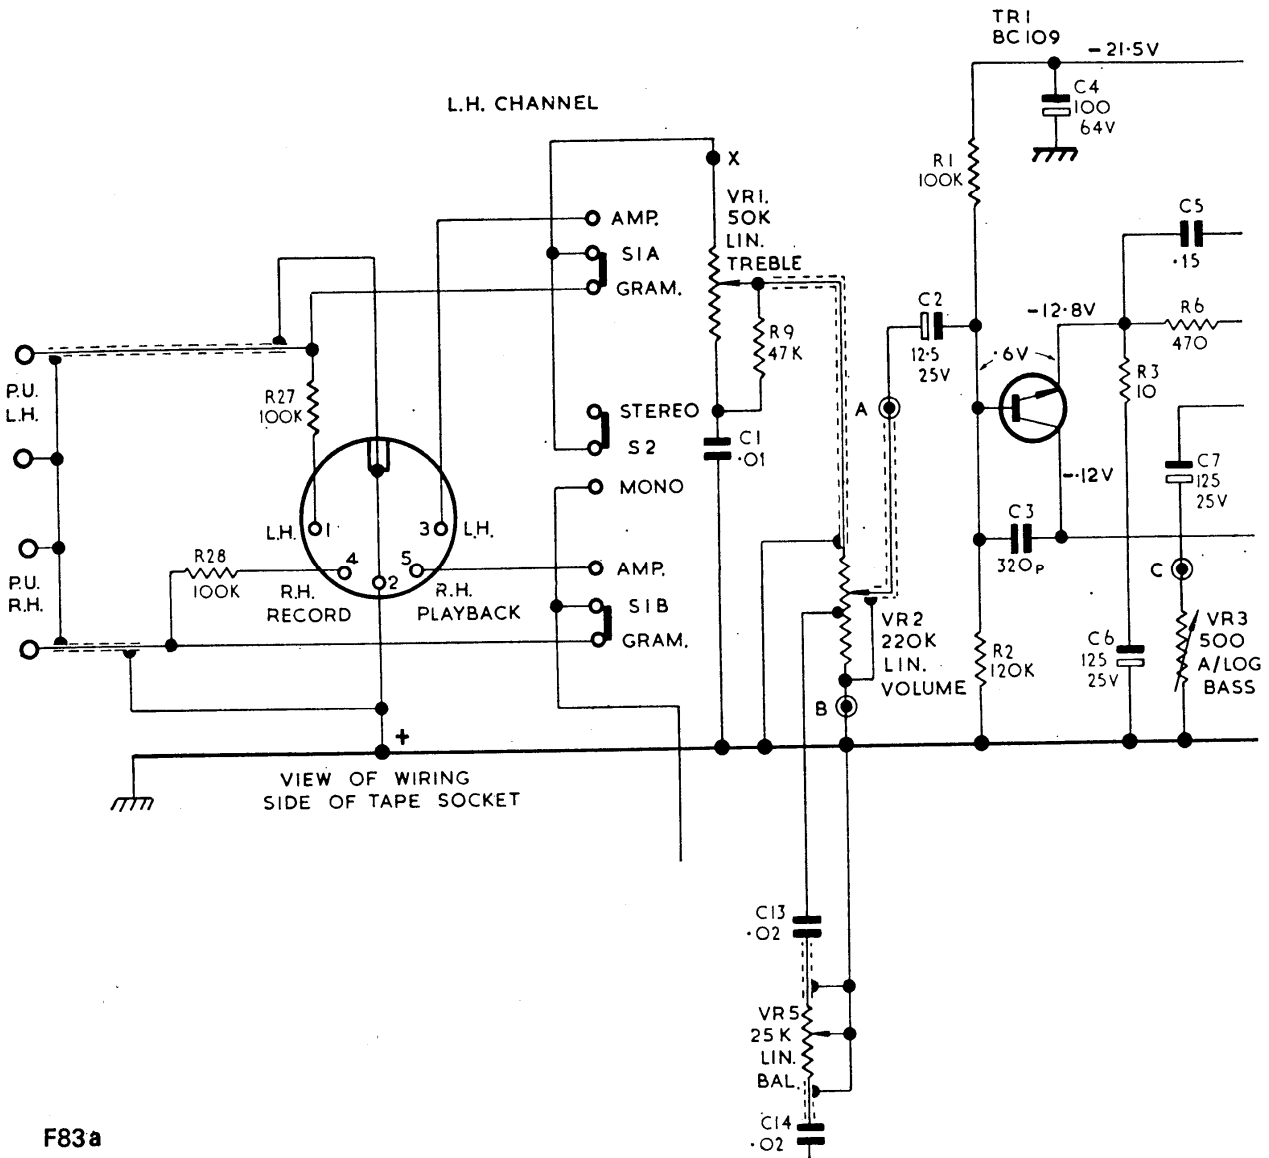 TR1
BC109
-21·5V
L.H. CHANNEL
C4
100
64V
X
R1
100K
VR1.
50K
LIN.
TREBLE
AMP.
S1A
GRAM.
C5
·15
C2
12·5
25V
-12·8V
R6
470
·6V
R9
47K
R3
10
P.U.
L.H.
R27
100K
STEREO
S2
MONO
A
C1
·01
C7
125
25V
-·12V
L.H.
1
3
L.H.
C3
320P
R28
100K
4
5
2
R.H.
RECORD
R.H.
PLAYBACK
AMP.
S1B
GRAM.
P.U.
R.H.
C
VR2
220K
LIN.
VOLUME
R2
120K
C6
125
25V
VR3
500
A/LOG
BASS
B
+
VIEW OF WIRING
SIDE OF TAPE SOCKET
C13
·02
VR5
25K
LIN.
BAL.
C14
·02
F83a